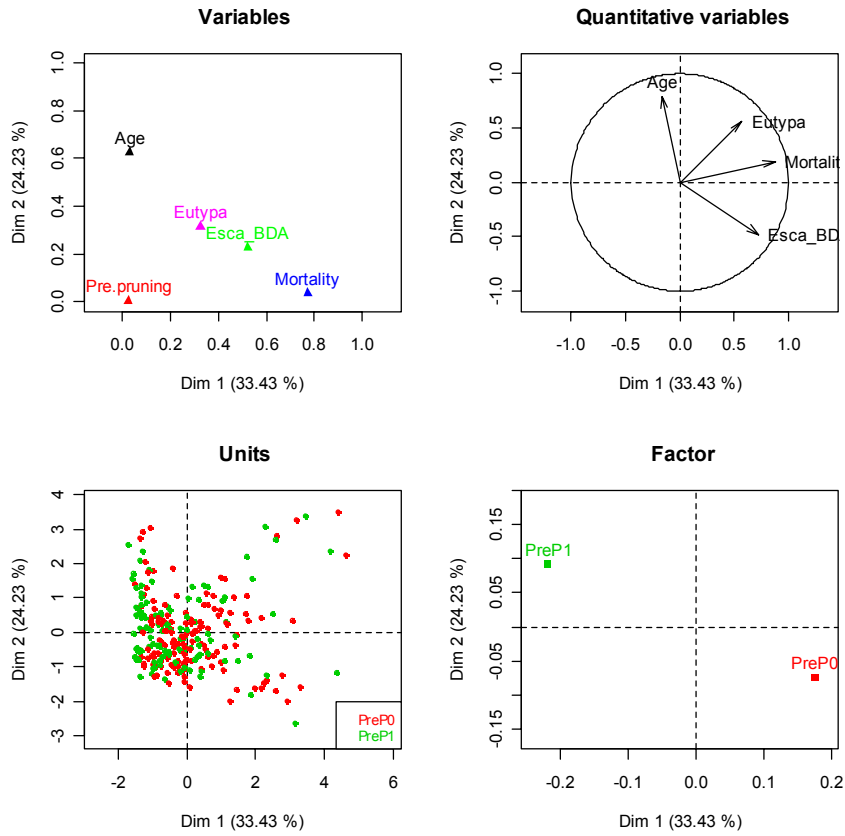 Variables
Dim 2 (24.23 %)
1.0
0.8
0.6
0.4
0.2
0.0
Age
Eutypa
Esca_BDA
Pre.pruning
Mortality
0.0 0.2 0.4 0.6 0.8 1.0
Dim 1 (33.43 %)
Quantitative variables
Dim 2 (24.23 %)
1.0
0.5
0.0
-0.5
-1.0
Age
Eutypa
Mortalit
Esca_BD
-1.0 -0.5 0.0 0.5 1.0
Dim 1 (33.43 %)
Units
Dim 2 (24.23 %)
4
3
2
1
0
-1
-2
-3
PreP0
PreP1
-2 0 2 4 6
Dim 1 (33.43 %)
Factor
Dim 2 (24.23 %)
0.15
0.05
-0.05
-0.15
PreP1
PreP0
-0.2 -0.1 0.0 0.1 0.2
Dim 1 (33.43 %)